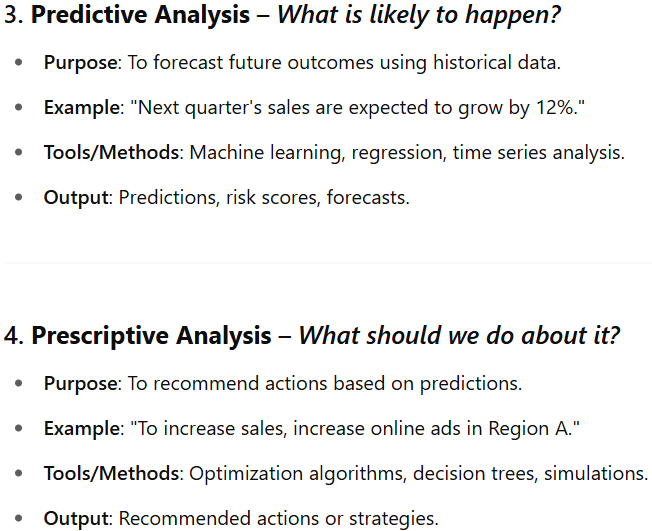 3. Predictive Analysis – What is likely to happen?
• Purpose: To forecast future outcomes using historical data.
• Example: "Next quarter's sales are expected to grow by 12%."
• Tools/Methods: Machine learning, regression, time series analysis.
• Output: Predictions, risk scores, forecasts.
4. Prescriptive Analysis – What should we do about it?
• Purpose: To recommend actions based on predictions.
• Example: "To increase sales, increase online ads in Region A."
• Tools/Methods: Optimization algorithms, decision trees, simulations.
• Output: Recommended actions or strategies.